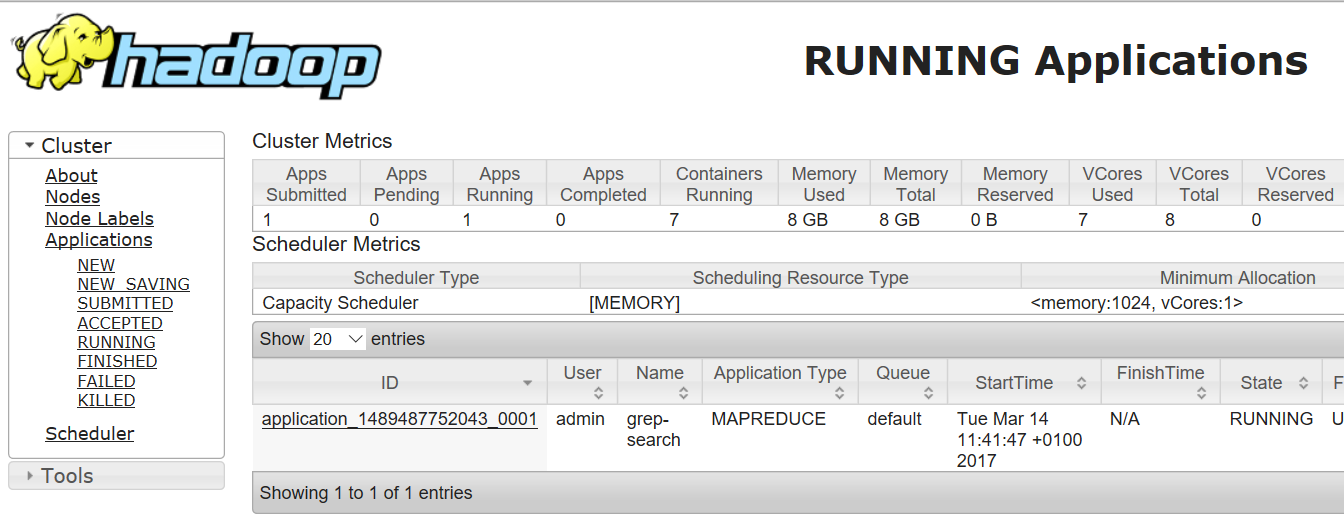 hadoop
RUNNING Applications
Cluster
About
Nodes
Node Labels
Applications
NEW
NEW_SAVING
SUBMITTED
ACCEPTED
RUNNING
FINISHED
FAILED
KILLED
Scheduler
Tools
Cluster Metrics
Apps Submitted Apps Pending Apps Running Apps Completed Containers Running Memory Used Memory Total Memory Reserved VCores Used VCores Total VCores Reserved
1 0 1 0 7 8 GB 8 GB 0 B 7 8 0
Scheduler Metrics
Scheduler Type Scheduling Resource Type Minimum Allocation
Capacity Scheduler [MEMORY] <memory:1024, vCores:1>
Show 20 entries
ID User Name Application Type Queue StartTime FinishTime State F
application_1489487752043_0001 admin grep- MAPREDUCE default Tue Mar 14 N/A RUNNING U
search 11:41:47 +0100
2017
Showing 1 to 1 of 1 entries